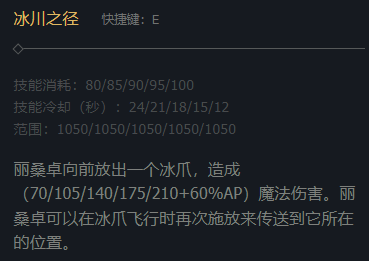 冰川之径 快捷键：E
技能消耗：80/85/90/95/100
技能冷却（秒）：24/21/18/15/12
范围：1050/1050/1050/1050/1050
丽桑卓向前放出一个冰爪，造成
（70/105/140/175/210+60%AP）魔法伤害。丽
桑卓可以在冰爪飞行时再次施放来传送到它所在
的位置。